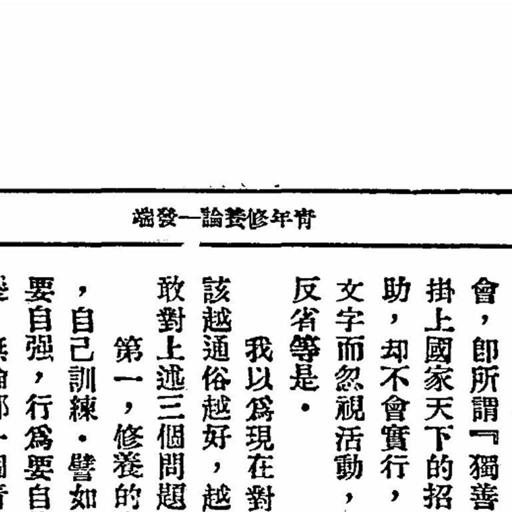 青年修養論一發端
會，卽所謂『獨善
掛上國家天下的招
助，却不會實行，
文字而忽視活動，
反省等是．
我以爲現在對
該越通俗越好，越
敢對上述三個問題
第一，修養的
，自己訓練．譬如
要自强，行爲要自